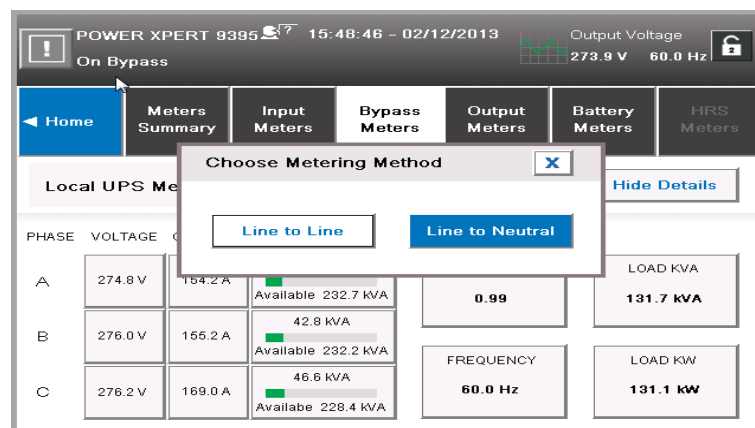 POWER XPERT 9395 ? 15:48:46 - 02/12/2013 Output Voltage
! On Bypass 273.9 V 60.0 Hz 2
Home Meters Summary Input Meters Bypass Meters Output Meters Battery Meters HRS Meters
Choose Metering Method X
Local UPS Me Hide Details
Line to Line Line to Neutral
PHASE VOLTAGE
A 274.8 V 154.2 A Available 232.7 kVA 0.99 LOAD KVA 131.7 kVA
B 276.0 V 155.2 A 42.8 kVA Available 232.2 kVA
C 276.2 V 169.0 A 46.6 kVA Availabe 228.4 kVA FREQUENCY 60.0 Hz LOAD KW 131.1 kW